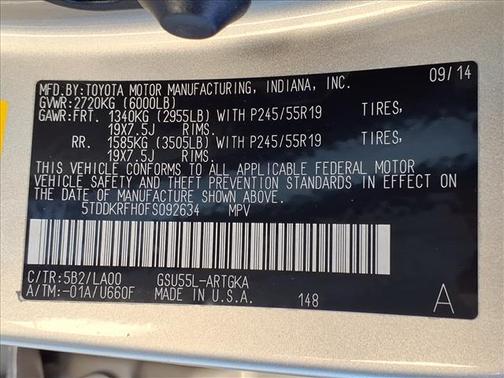 MFD.BY:TOYOTA MOTOR MANUFACTURING, INDIANA, INC. 09/14
GVWR:2720KG (6000LB)
GAWR:FRT. 1340KG (2955LB) WITH P245/55R19 TIRES,
19X7.5J RIMS.
RR. 1585KG (3505LB) WITH P245/55R19 TIRES,
19X7.5J RIMS.
THIS VEHICLE CONFORMS TO ALL APPLICABLE FEDERAL MOTOR
VEHICLE SAFETY AND THEFT PREVENTION STANDARDS IN EFFECT ON
THE DATE OF MANUFACTURE SHOWN ABOVE.
5TDDKRFH0FS092634 MPV
C/TR:5B2/LA00 GSU55L-ARTGKA
A/TM:-01A/U660F MADE IN U.S.A. 148 A